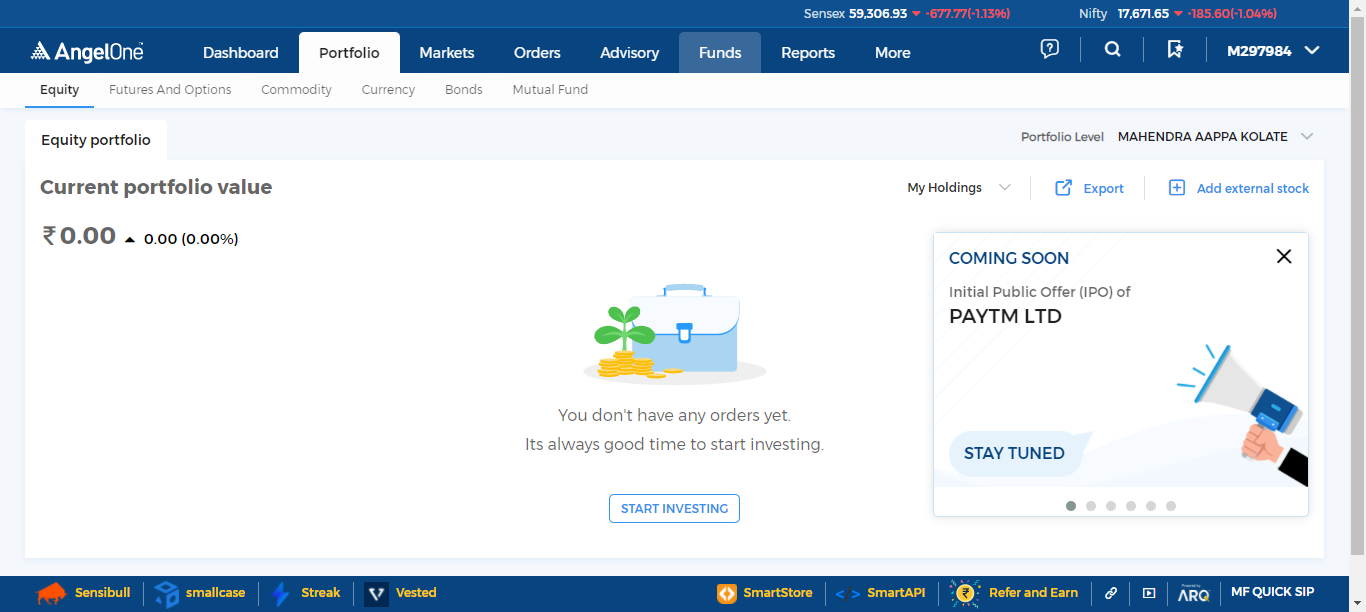 Sensex 59,306.93 -677.77(-1.13%) Nifty 17,671.65 -185.60(-1.04%)
AngelOne Dashboard Portfolio Markets Orders Advisory Funds Reports More M297984
Equity Futures And Options Commodity Currency Bonds Mutual Fund
Equity portfolio
Portfolio Level MAHENDRA AAPPA KOLATE
Current portfolio value
My Holdings Export Add external stock
₹0.00 0.00 (0.00%)
COMING SOON
Initial Public Offer (IPO) of
PAYTM LTD
STAY TUNED
You don't have any orders yet.
Its always good time to start investing.
START INVESTING
Sensibull smallcase Streak Vested SmartStore SmartAPI Refer and Earn Powered by ARQ MF QUICK SIP